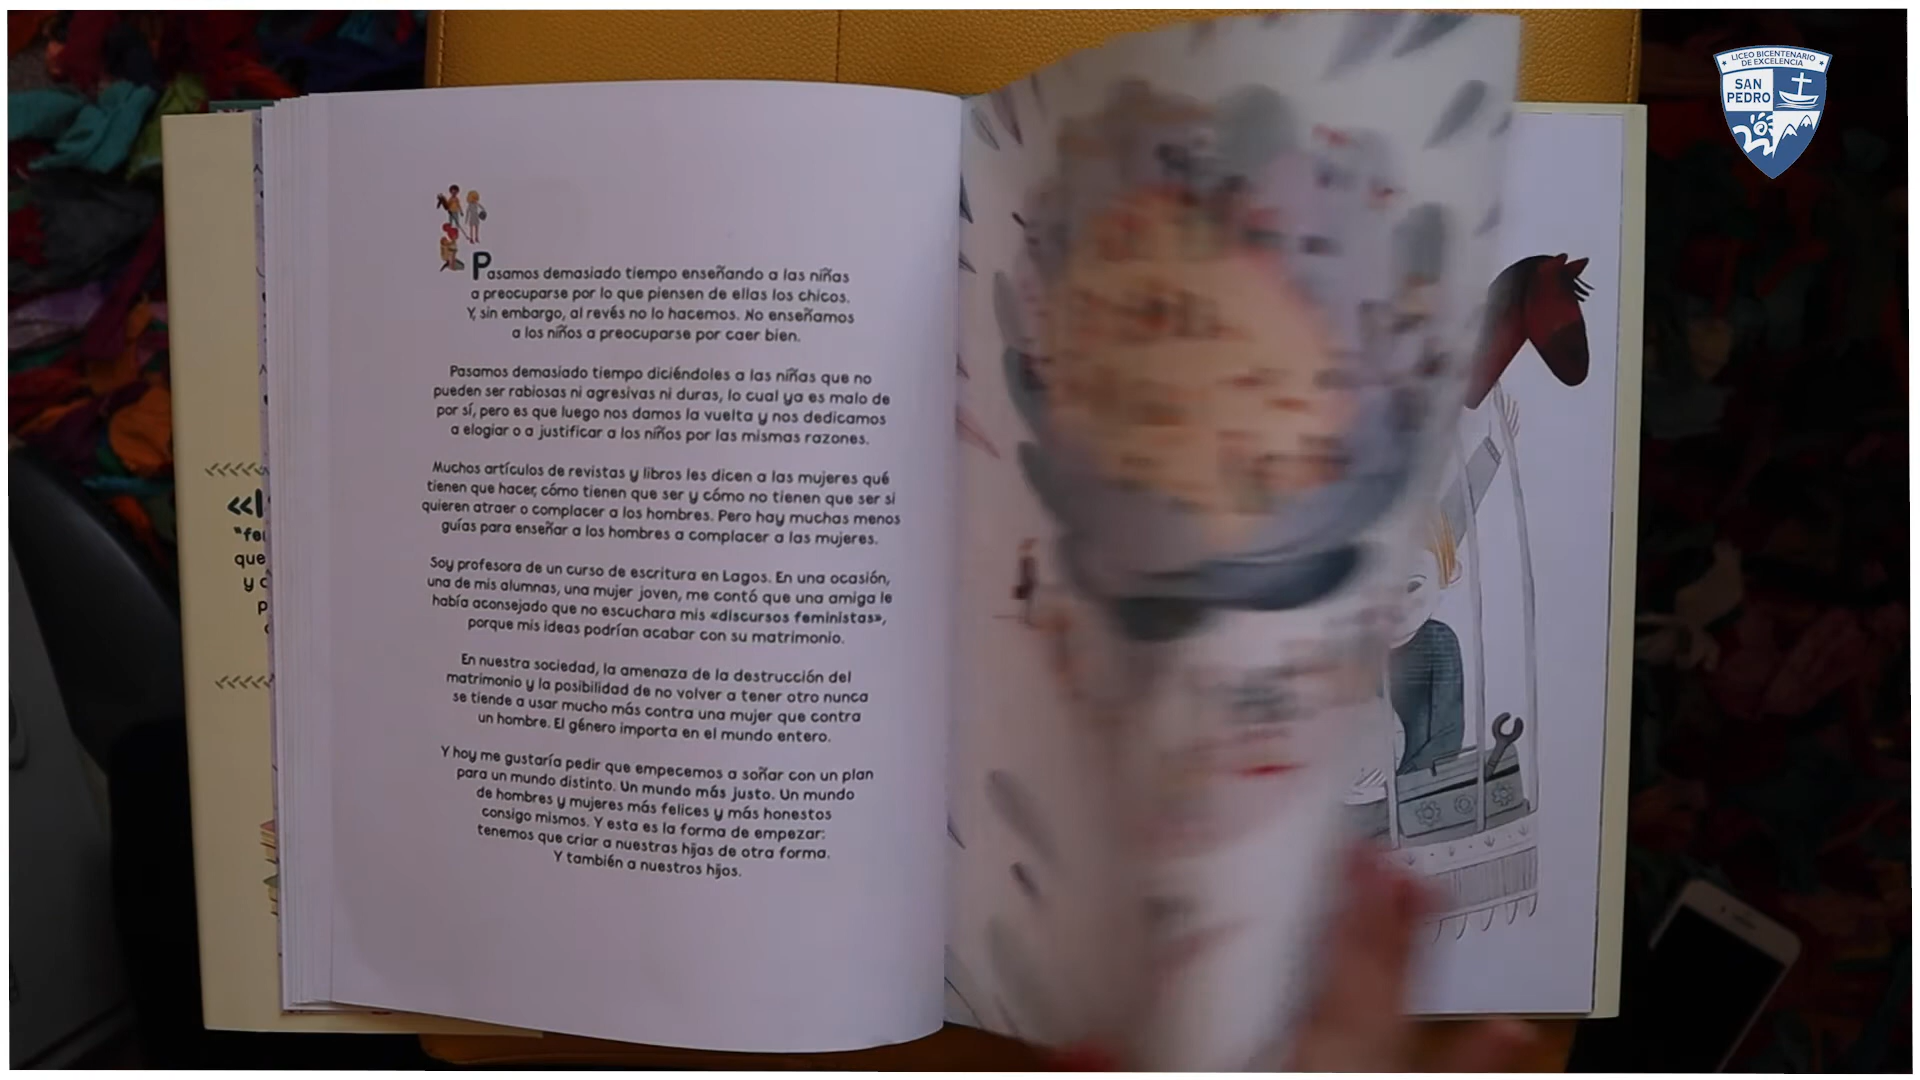 «I
"fe
que
y c
p
Pasamos demasiado tiempo enseñando a las niñas
a preocuparse por lo que piensen de ellas los chicos.
Y, sin embargo, al revés no lo hacemos. No enseñamos
a los niños a preocuparse por caer bien.
Pasamos demasiado tiempo diciéndoles a las niñas que no
pueden ser rabiosas ni agresivas ni duras, lo cual ya es malo de
por sí, pero es que luego nos damos la vuelta y nos dedicamos
a elogiar o a justificar a los niños por las mismas razones.
Muchos artículos de revistas y libros les dicen a las mujeres qué
tienen que hacer, cómo tienen que ser y cómo no tienen que ser si
quieren atraer o complacer a los hombres. Pero hay muchas menos
guías para enseñar a los hombres a complacer a las mujeres.
Soy profesora de un curso de escritura en Lagos. En una ocasión,
una de mis alumnas, una mujer joven, me contó que una amiga le
había aconsejado que no escuchara mis «discursos feministas»,
porque mis ideas podrían acabar con su matrimonio.
En nuestra sociedad, la amenaza de la destrucción del
matrimonio y la posibilidad de no volver a tener otro nunca
se tiende a usar mucho más contra una mujer que contra
un hombre. El género importa en el mundo entero.
Y hoy me gustaría pedir que empecemos a soñar con un plan
para un mundo distinto. Un mundo más justo. Un mundo
de hombres y mujeres más felices y más honestos
consigo mismos. Y esta es la forma de empezar:
tenemos que criar a nuestras hijas de otra forma.
Y también a nuestros hijos.
LICEO BICENTENARIO
DE EXCELENCIA
SAN
PEDRO